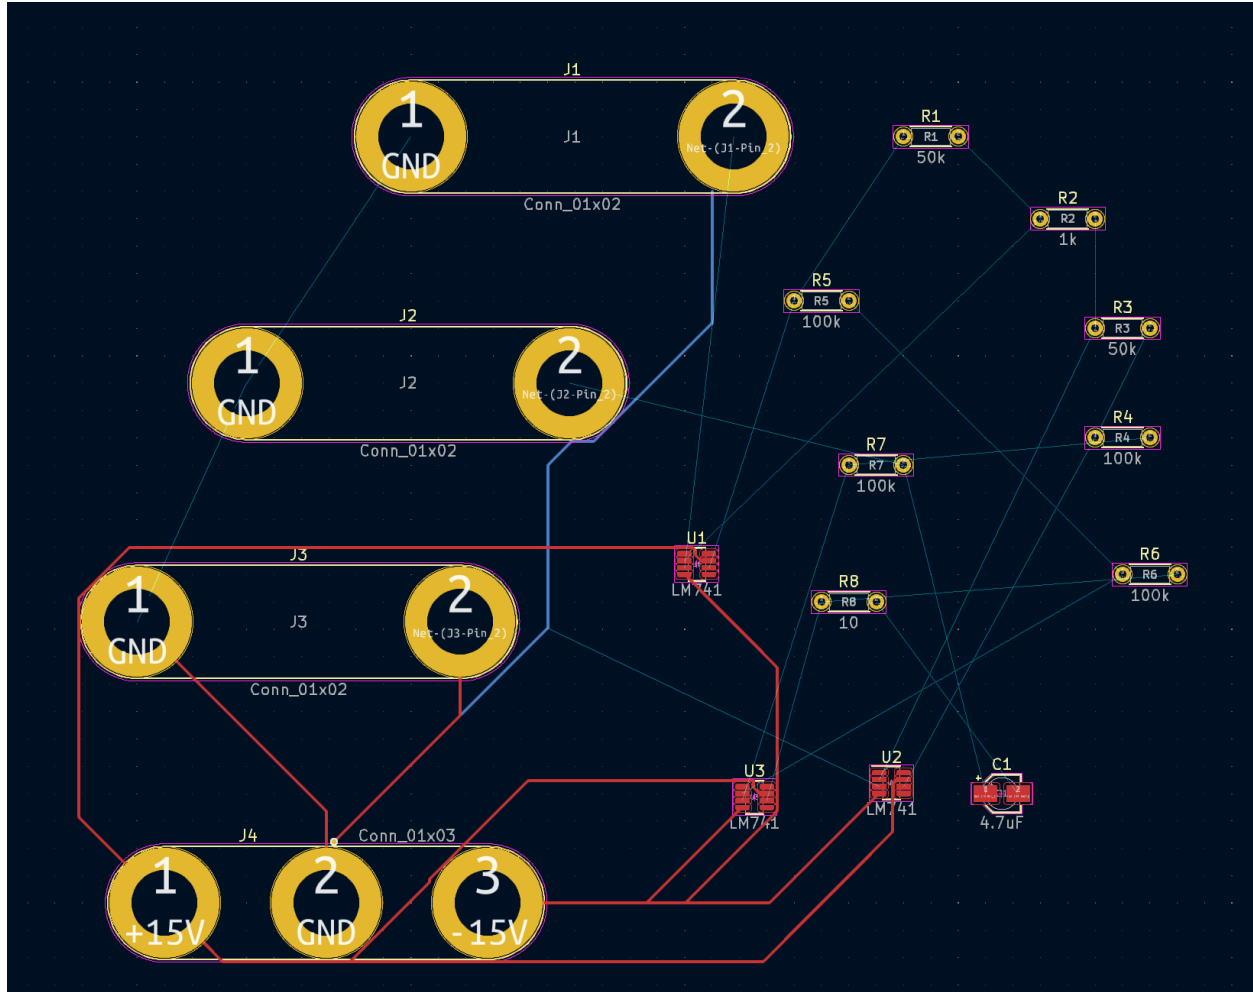 J1
1
GND
J1
2
Net-(J1-Pin_2)
Conn_01x02
R1
R1
50k
R2
R2
1k
R5
R5
100k
R3
R3
50k
J2
1
GND
J2
2
Net-(J2-Pin_2)
Conn_01x02
R4
R4
100k
R7
R7
100k
U1
LM741
J3
1
GND
J3
2
Net-(J3-Pin_2)
Conn_01x02
R6
R6
100k
R8
R8
10
U3
LM741
U2
LM741
C1
+
1
2
4.7uF
J4
Conn_01x03
1
+15V
2
GND
3
-15V